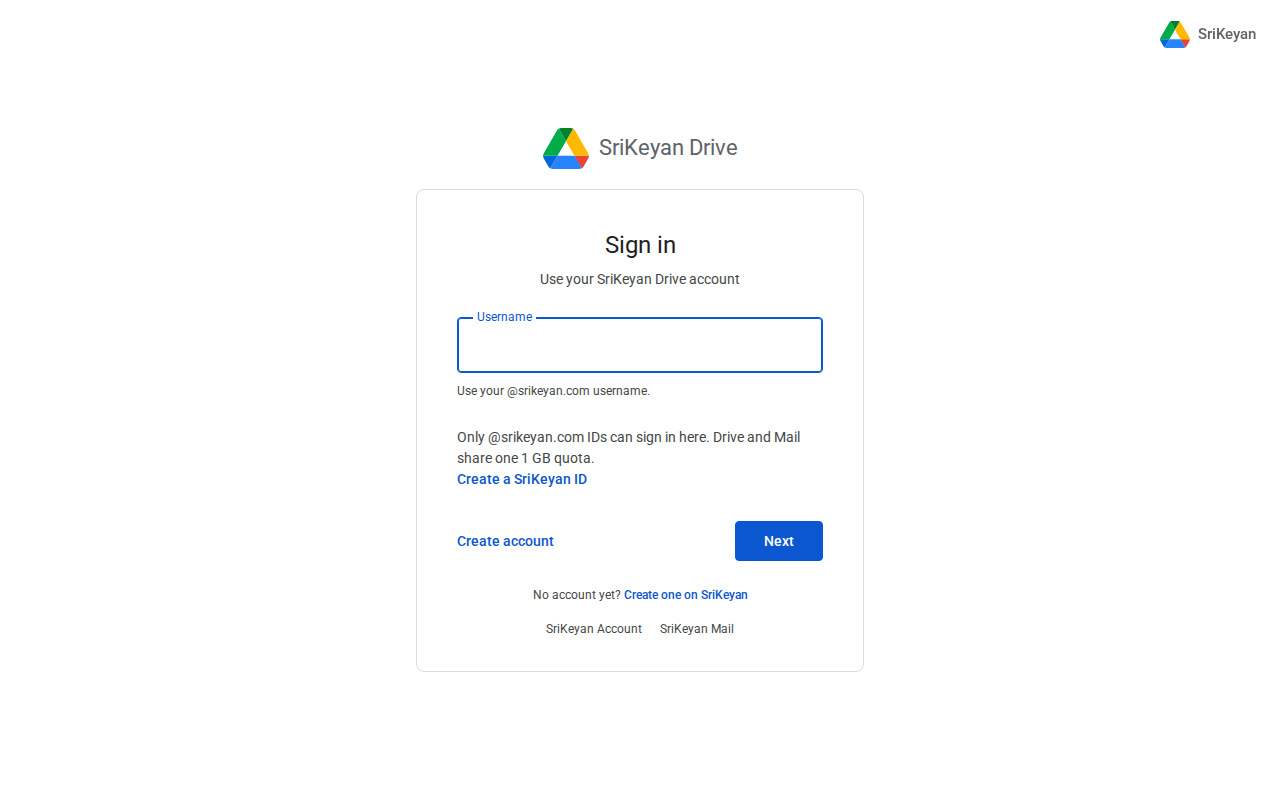 SriKeyan
SriKeyan Drive
Sign in
Use your SriKeyan Drive account
Username
Use your @srikeyan.com username.
Only @srikeyan.com IDs can sign in here. Drive and Mail
share one 1 GB quota.
Create a SriKeyan ID
Create account
Next
No account yet? Create one on SriKeyan
SriKeyan Account SriKeyan Mail